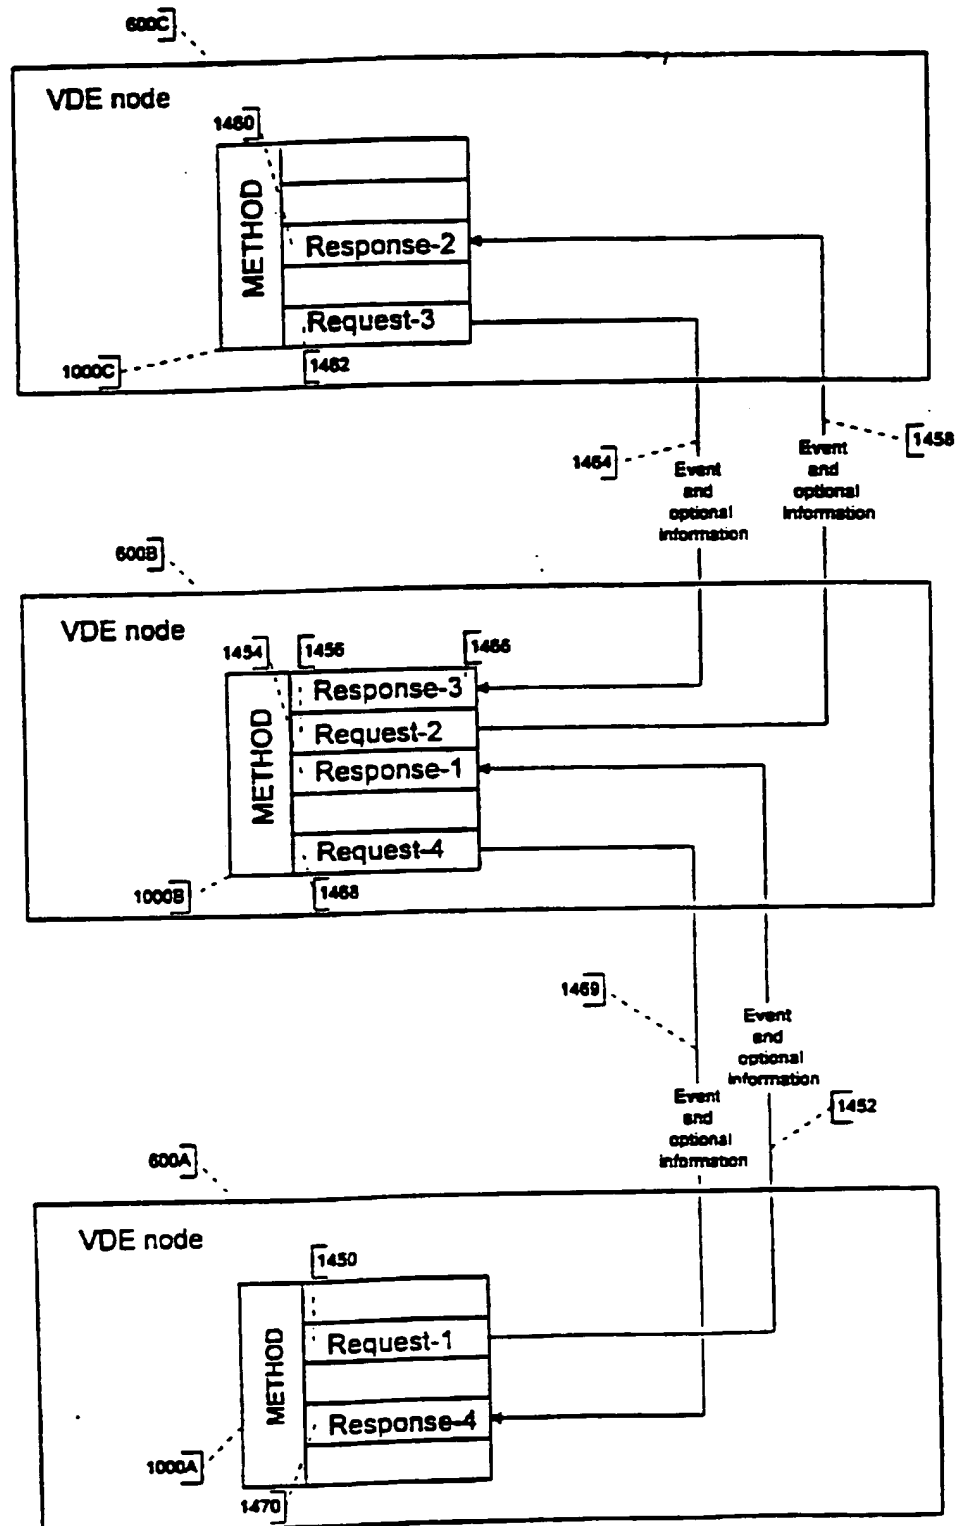 600C
VDE node
1460
METHOD
Response-2
Request-3
1000C
1462
1458
1464
Event
and
optional
information
Event
and
optional
information
600B
VDE node
1454
1456
1466
METHOD
Response-3
Request-2
Response-1
Request-4
1000B
1468
1469
Event
and
optional
information
Event
and
optional
information
1452
600A
VDE node
1450
METHOD
Request-1
Response-4
1000A
1470